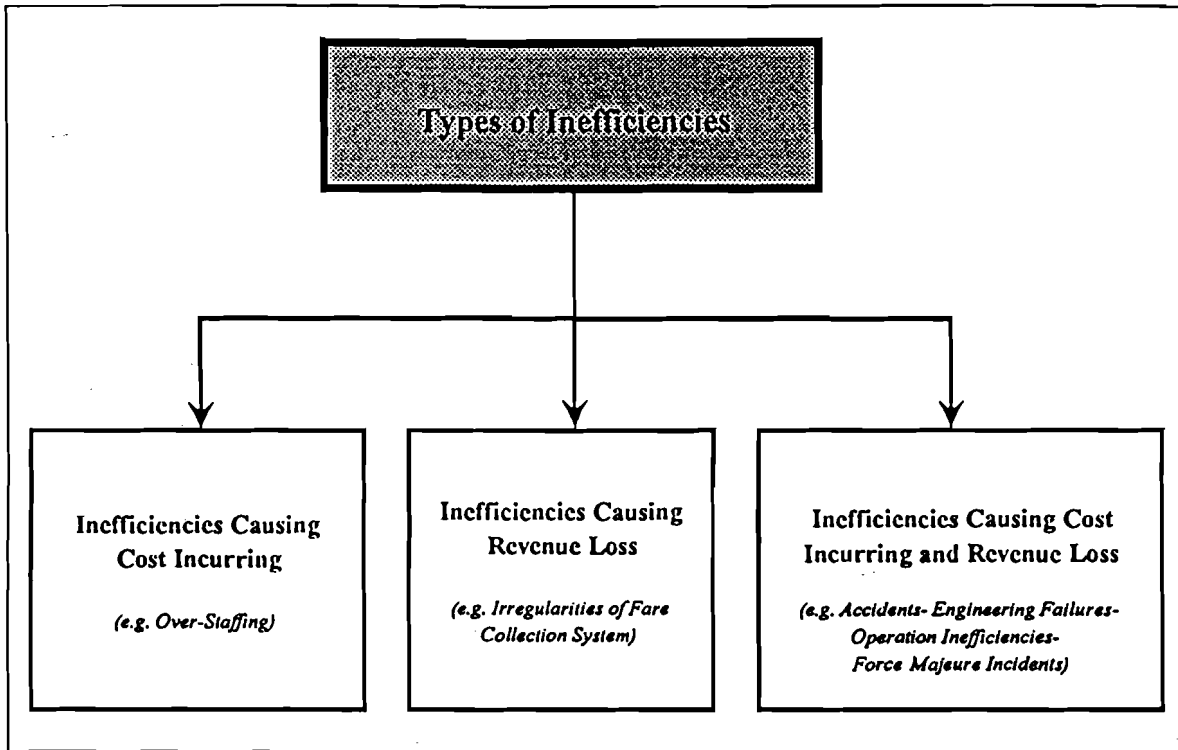 Types of Inefficiencies
Inefficiencies Causing
Cost Incurring
(e.g. Over-Staffing)
Inefficiencies Causing
Revenue Loss
(e.g. Irregularities of Fare
Collection System)
Inefficiencies Causing Cost
Incurring and Revenue Loss
(e.g. Accidents- Engineering Failures-
Operation Inefficiencies-
Force Majeure Incidents)